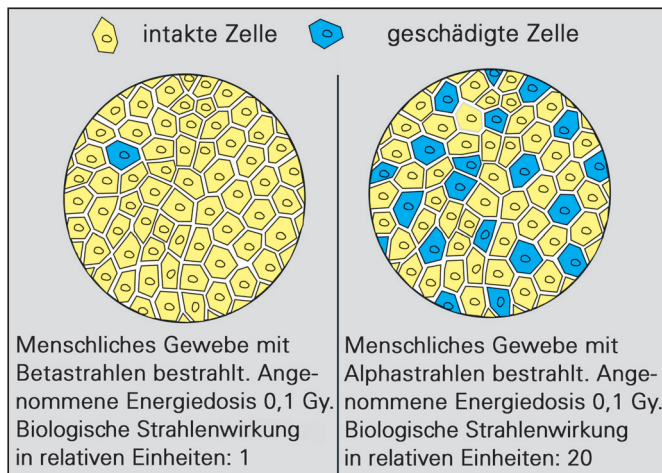 intakte Zelle
geschädigte Zelle
Menschliches Gewebe mit
Betastrahlen bestrahlt. Ange-
nommene Energiedosis 0,1 Gy.
Biologische Strahlenwirkung
in relativen Einheiten: 1
Menschliches Gewebe mit
Alphastrahlen bestrahlt. Ange-
nommene Energiedosis 0,1 Gy.
Biologische Strahlenwirkung
in relativen Einheiten: 20